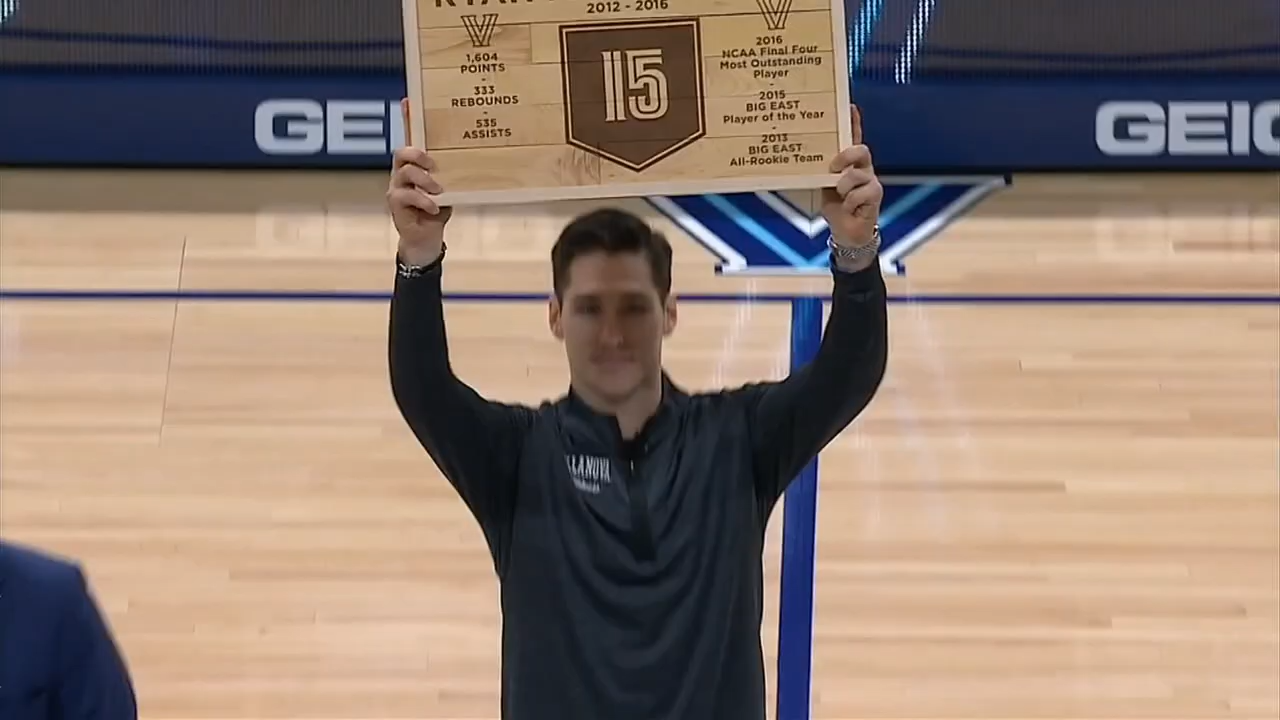 2012 - 2016
1,604
POINTS
-
333
REBOUNDS
-
535
ASSISTS
15
2016
NCAA Final Four
Most Outstanding
Player
-
2015
BIG EAST
Player of the Year
-
2013
BIG EAST
All-Rookie Team
GEI
GEIC